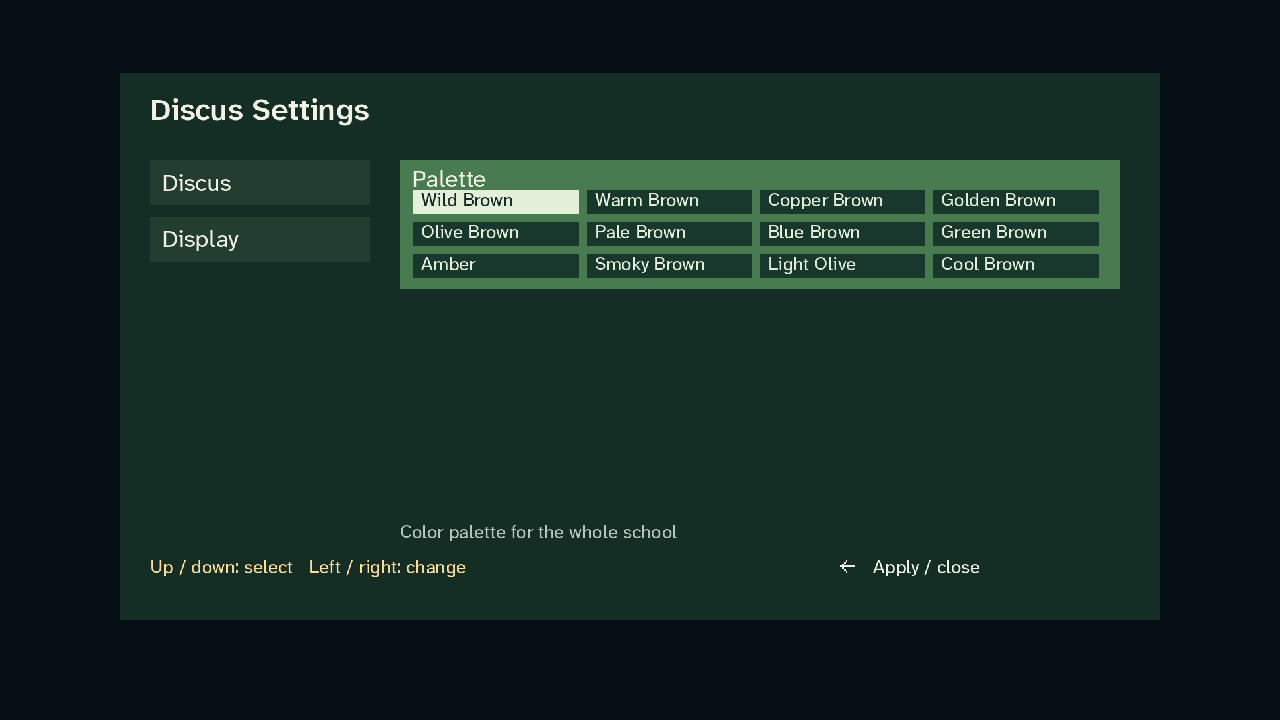 Discus Settings
Discus
Display
Palette
Wild Brown Warm Brown Copper Brown Golden Brown
Olive Brown Pale Brown Blue Brown Green Brown
Amber Smoky Brown Light Olive Cool Brown
Color palette for the whole school
Up / down: select Left / right: change ← Apply / close